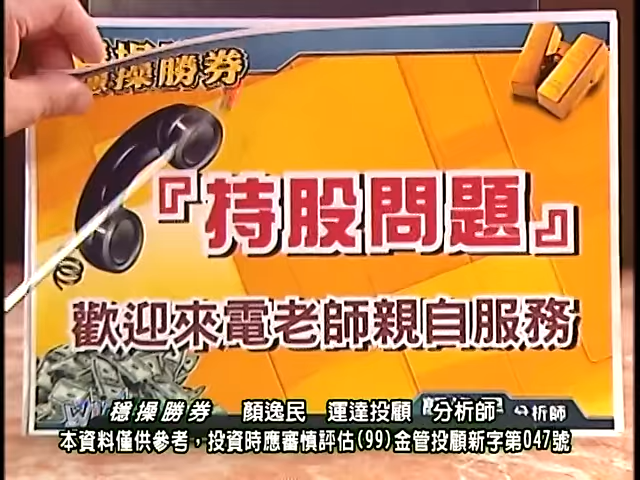 穩操勝券
『持股問題』
歡迎來電老師親自服務
分析師
穩操勝券 顏逸民 運達投顧 分析師
本資料僅供參考，投資時應審慎評估(99)金管投顧新字第047號